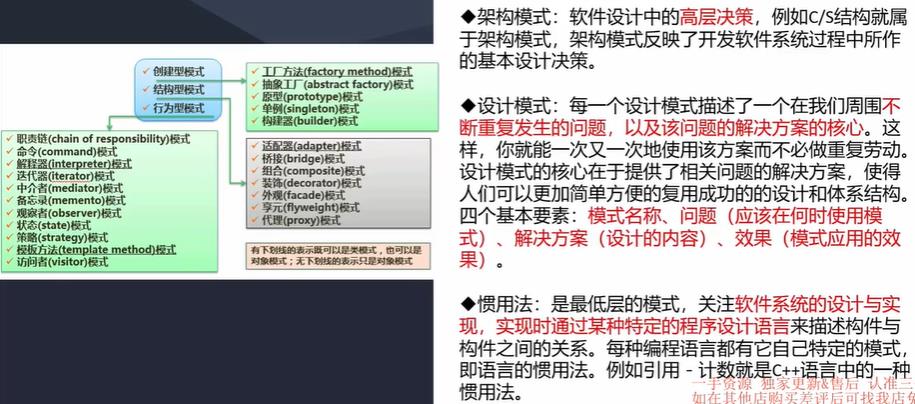 创建型模式
结构型模式
行为型模式
工厂方法(factory method)模式
抽象工厂(abstract factory)模式
原型(prototype)模式
单例(singleton)模式
构建器(builder)模式
职责链(chain of responsibility)模式
命令(command)模式
解释器(interpreter)模式
迭代器(iterator)模式
中介者(mediator)模式
备忘录(memento)模式
观察者(observer)模式
状态(state)模式
策略(strategy)模式
模板方法(template method)模式
访问者(visitor)模式
适配器(adapter)模式
桥接(bridge)模式
组合(composite)模式
装饰(decorator)模式
外观(facade)模式
享元(flyweight)模式
代理(proxy)模式
有下划线的表示既可以是类模式，也可以是
对象模式；无下划线的表示只是对象模式
◆架构模式：软件设计中的高层决策，例如C/S结构就属
于架构模式，架构模式反映了开发软件系统过程中所作
的基本设计决策。
◆设计模式：每一个设计模式描述了一个在我们周围不
断重复发生的问题，以及该问题的解决方案的核心。这
样，你就能一次又一次地使用该方案而不必做重复劳动。
设计模式的核心在于提供了相关问题的解决方案，使得
人们可以更加简单方便的复用成功的的设计和体系结构。
四个基本要素：模式名称、问题（应该在何时使用模
式）、解决方案（设计的内容）、效果（模式应用的效
果）。
◆惯用法：是最低层的模式，关注软件系统的设计与实
现，实现时通过某种特定的程序设计语言来描述构件与
构件之间的关系。每种编程语言都有它自己特定的模式，
即语言的惯用法。例如引用－计数就是C++语言中的一种
惯用法。
一手资源 独家更新&售后 认准三
如在其他店购买差评后可找我店免